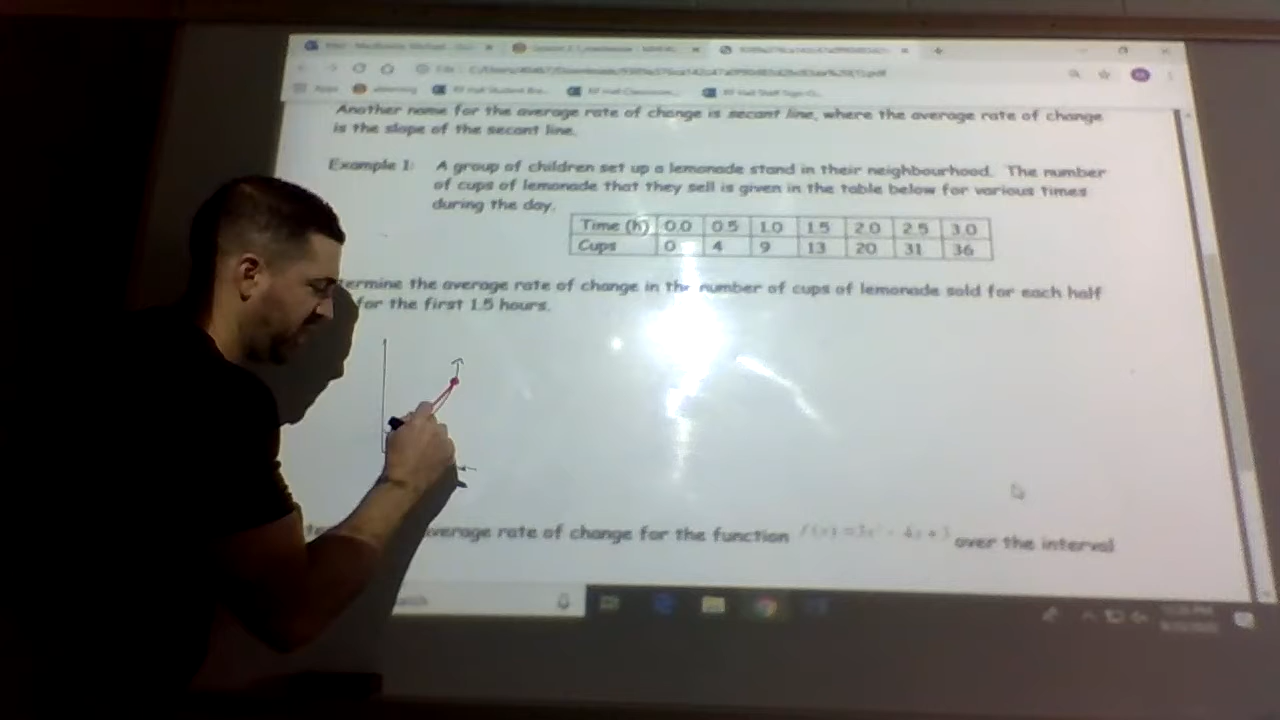 Another name for the average rate of change is secant line, where the average rate of change
is the slope of the secant line.
Example 1: A group of children set up a lemonade stand in their neighbourhood. The number
of cups of lemonade that they sell is given in the table below for various times
during the day.
Time (h) 0.0 0.5 1.0 1.5 2.0 2.5 3.0
Cups 0 4 9 13 20 31 36
ermine the average rate of change in the number of cups of lemonade sold for each half
for the first 1.5 hours.
verage rate of change for the function over the interval